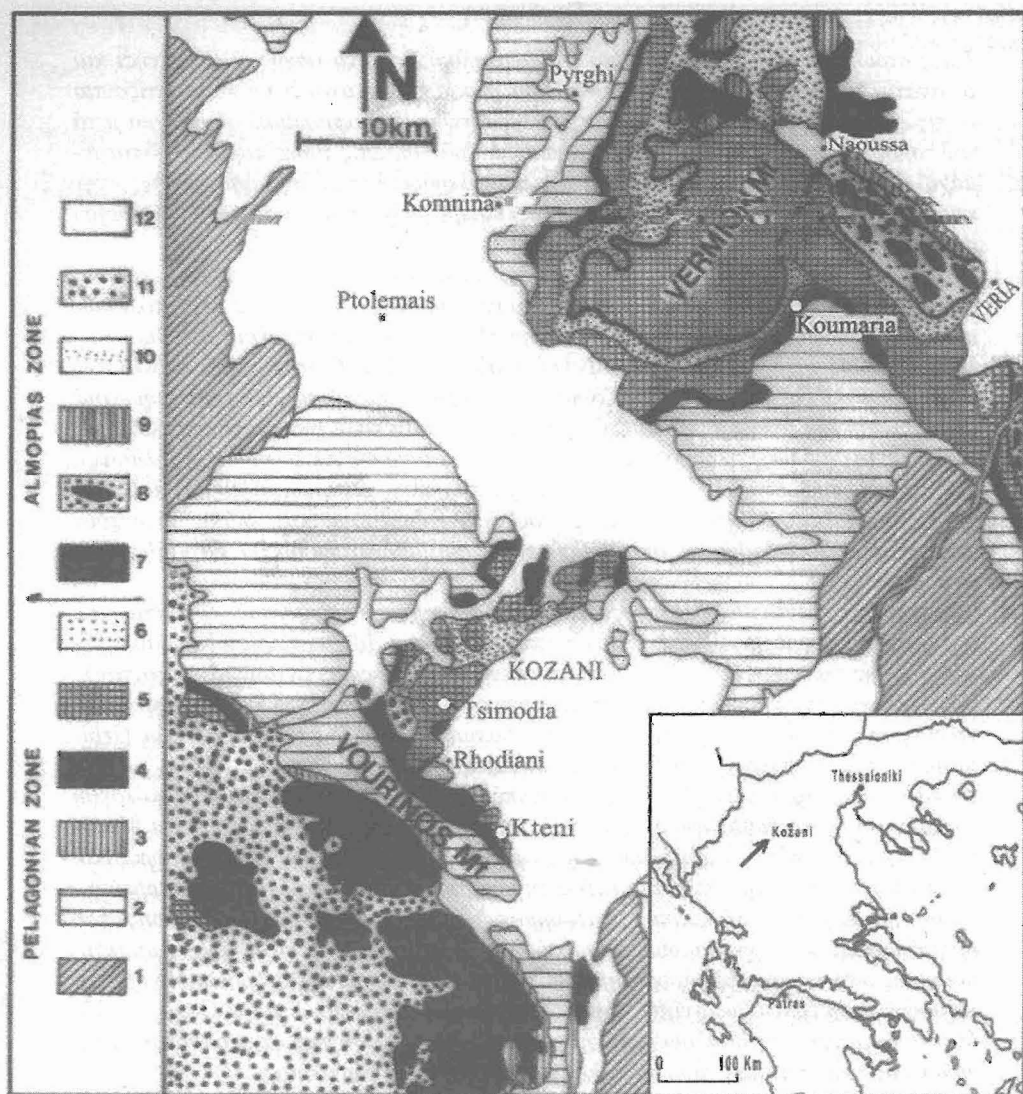 N
10km
Pyrghi
Naoussa
Komnina
VERMION MT
VERIA
Ptolemais
Koumaria
KOZANI
Tsimodia
Rhodiani
VOURINOS MT
Kteni
ALMOPIAS ZONE
12
11
10
9
8
7
PELAGONIAN ZONE
6
5
4
3
2
1
Thessaloniki
Kozani
Patras
0 100 Km